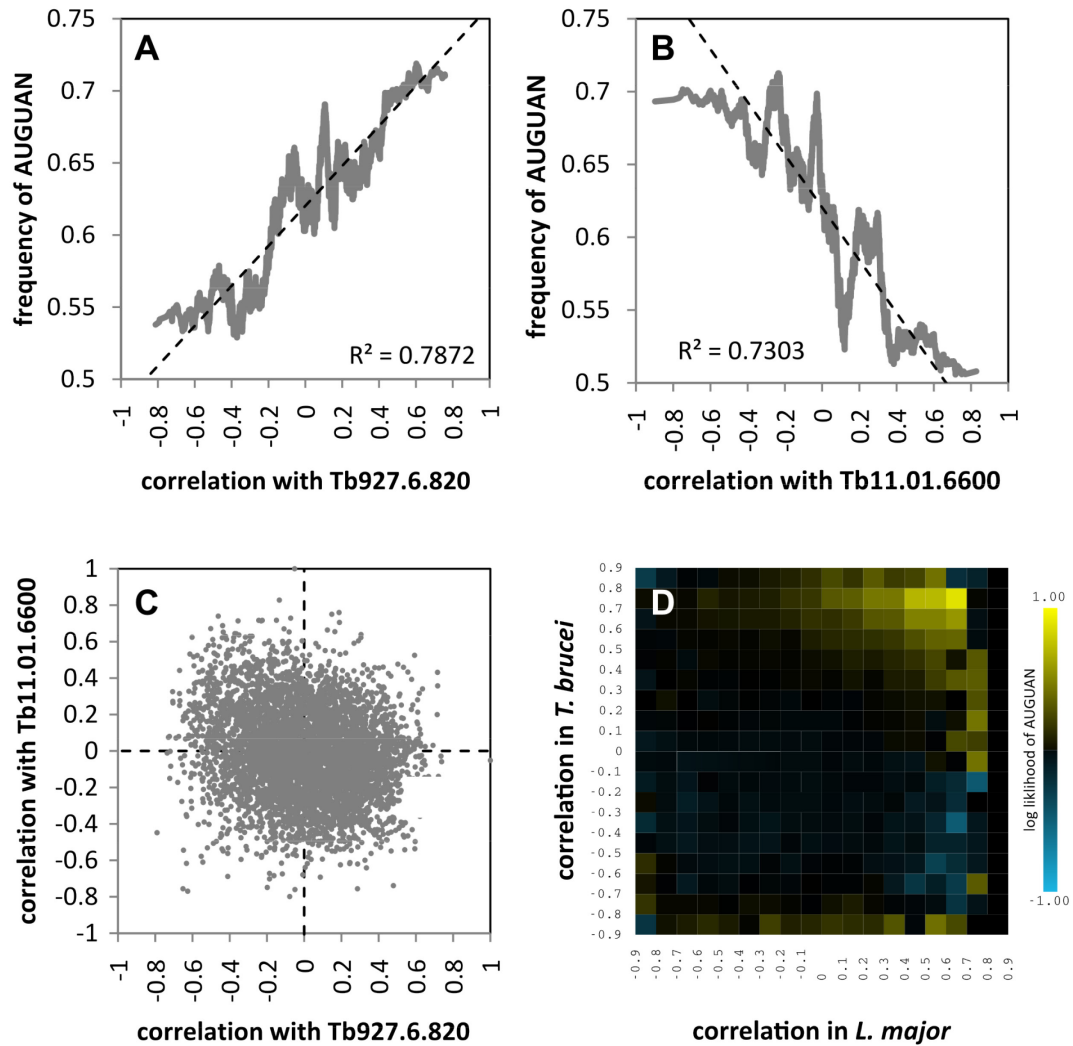 A
frequency of AUGUAN
0.75
0.7
0.65
0.6
0.55
0.5
R² = 0.7872
-1 -0.8 -0.6 -0.4 -0.2 0 0.2 0.4 0.6 0.8 1
correlation with Tb927.6.820
B
frequency of AUGUAN
0.75
0.7
0.65
0.6
0.55
0.5
R² = 0.7303
-1 -0.8 -0.6 -0.4 -0.2 0 0.2 0.4 0.6 0.8 1
correlation with Tb11.01.6600
C
correlation with Tb11.01.6600
1
0.8
0.6
0.4
0.2
0
-0.2
-0.4
-0.6
-0.8
-1
-1 -0.8 -0.6 -0.4 -0.2 0 0.2 0.4 0.6 0.8 1
correlation with Tb927.6.820
D
correlation in T. brucei
0.9
0.8
0.7
0.6
0.5
0.4
0.3
0.2
0.1
0
-0.1
-0.2
-0.3
-0.4
-0.5
-0.6
-0.7
-0.8
-0.9
-0.9 -0.8 -0.7 -0.6 -0.5 -0.4 -0.3 -0.2 -0.1 0 0.1 0.2 0.3 0.4 0.5 0.6 0.7 0.8 0.9
correlation in L. major
1.00
log liklihood of AUGUAN
-1.00